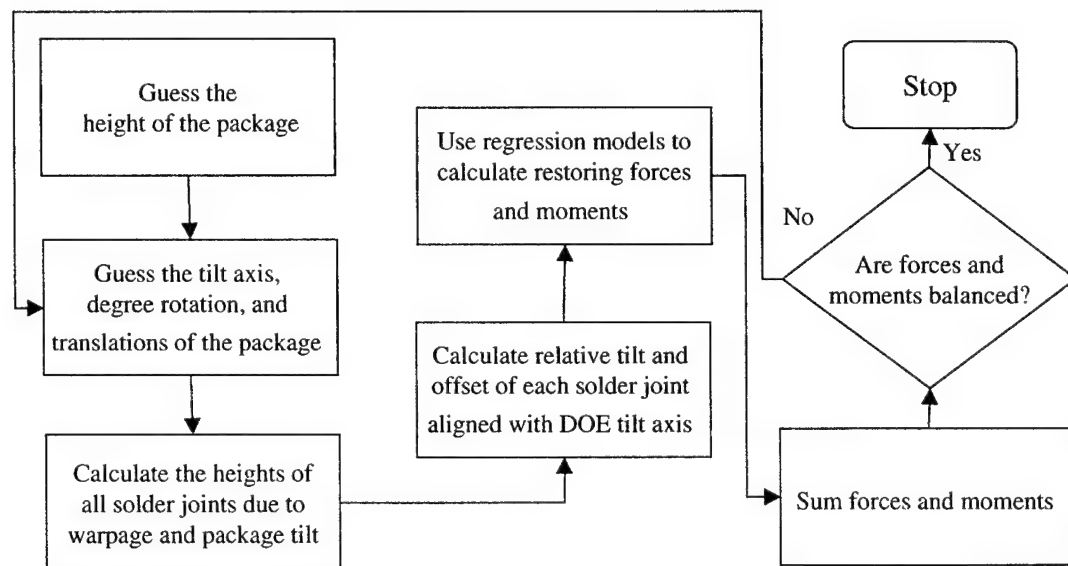 Guess the
height of the package
Guess the tilt axis,
degree rotation, and
translations of the package
Calculate the heights of
all solder joints due to
warpage and package tilt
Calculate relative tilt and
offset of each solder joint
aligned with DOE tilt axis
Use regression models to
calculate restoring forces
and moments
Sum forces and moments
Are forces and
moments balanced?
No
Yes
Stop